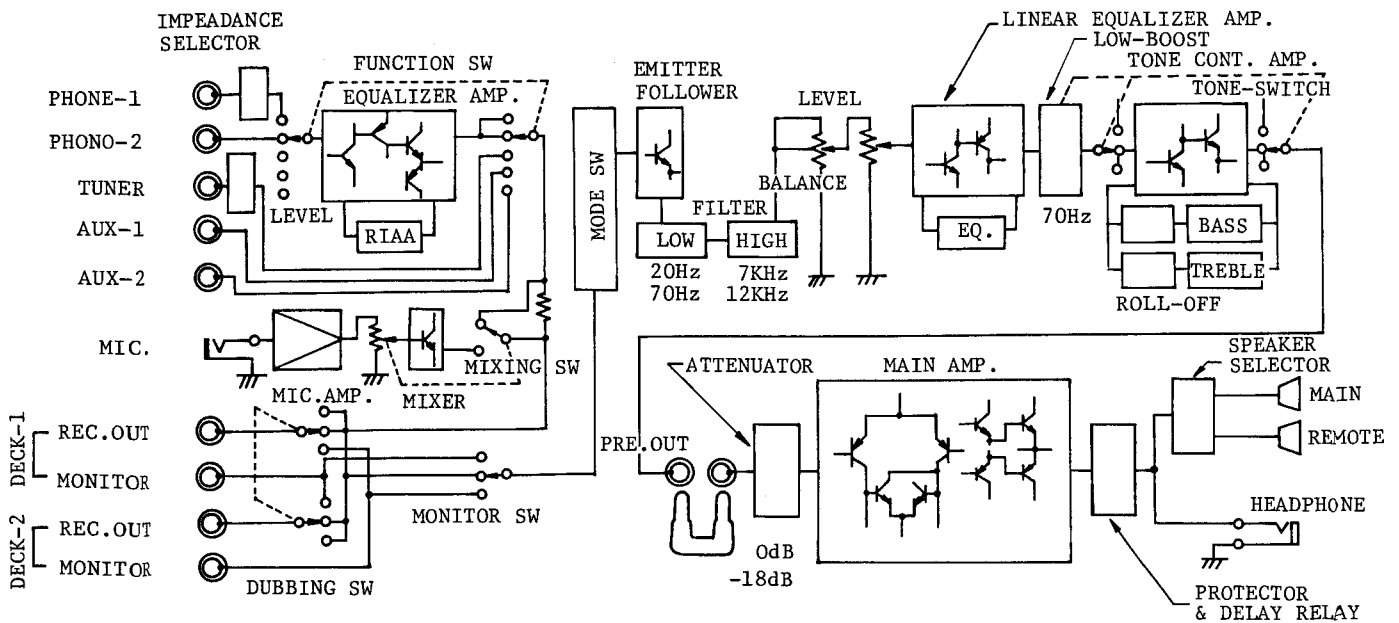 IMPEADANCE
SELECTOR
FUNCTION SW
EQUALIZER AMP.
EMITTER
FOLLOWER
LINEAR EQUALIZER AMP.
LOW-BOOST
TONE CONT. AMP.
TONE-SWITCH
LEVEL
BALANCE
PHONE-1
PHONO-2
TUNER
AUX-1
AUX-2
LEVEL
RIAA
MODE SW
FILTER
LOW
HIGH
20Hz
70Hz
7KHz
12KHz
EQ.
70Hz
BASS
TREBLE
ROLL-OFF
MIC.
MIC.AMP.
MIXER
MIXING SW
ATTENUATOR
MAIN AMP.
SPEAKER
SELECTOR
MAIN
REMOTE
DECK-1
REC.OUT
MONITOR
DECK-2
REC.OUT
MONITOR
DUBBING SW
MONITOR SW
PRE.OUT
0dB
-18dB
HEADPHONE
PROTECTOR
& DELAY RELAY